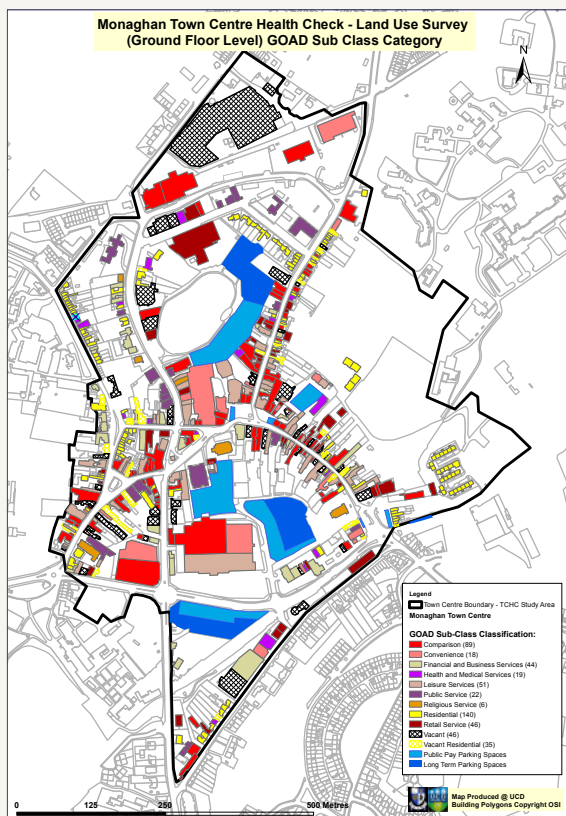 Monaghan Town Centre Health Check - Land Use Survey
(Ground Floor Level) GOAD Sub Class Category
N
Legend
Town Centre Boundary - TCHC Study Area
Monaghan Town Centre
GOAD Sub-Class Classification:
Comparison (89)
Convenience (18)
Financial and Business Services (44)
Health and Medical Services (19)
Leisure Services (51)
Public Service (22)
Religious Service (6)
Residential (140)
Retail Service (46)
Vacant (46)
Vacant Residential (35)
Public Pay Parking Spaces
Long Term Parking Spaces
0 125 250 500 Metres
Map Produced @ UCD
Building Polygons Copyright OSI